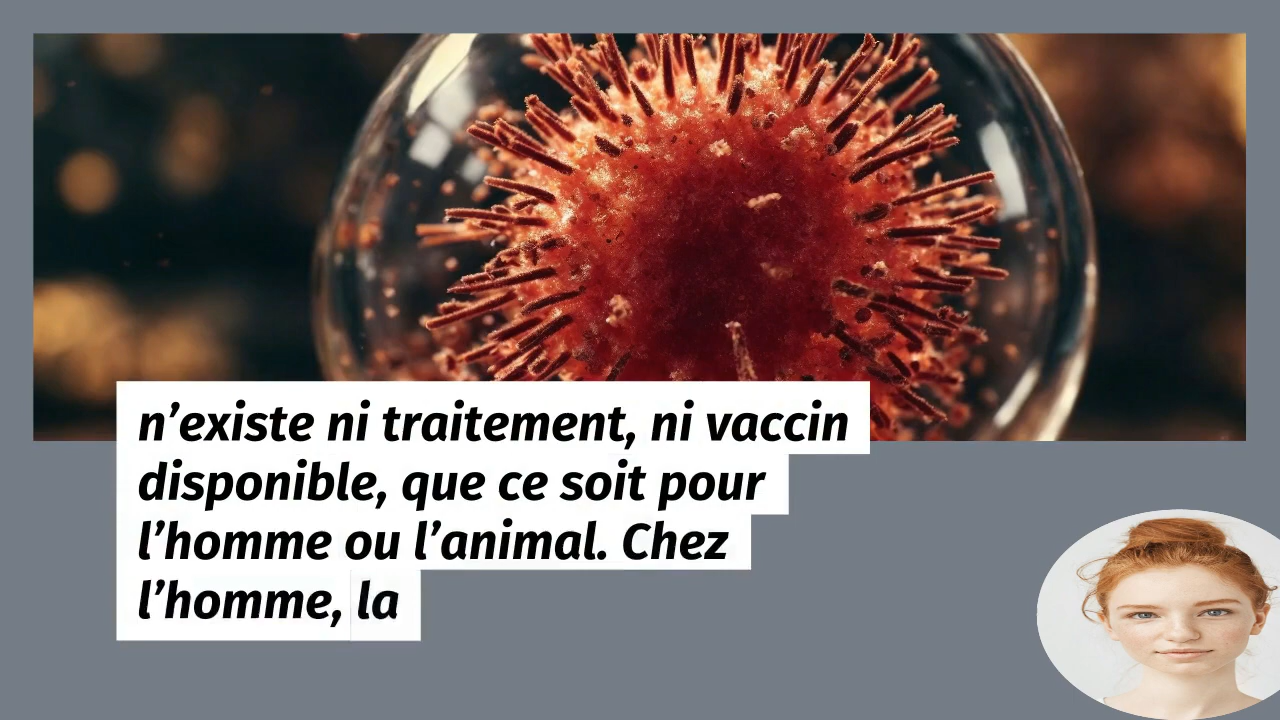 n’existe ni traitement, ni vaccin
disponible, que ce soit pour
l’homme ou l’animal. Chez
l’homme, la